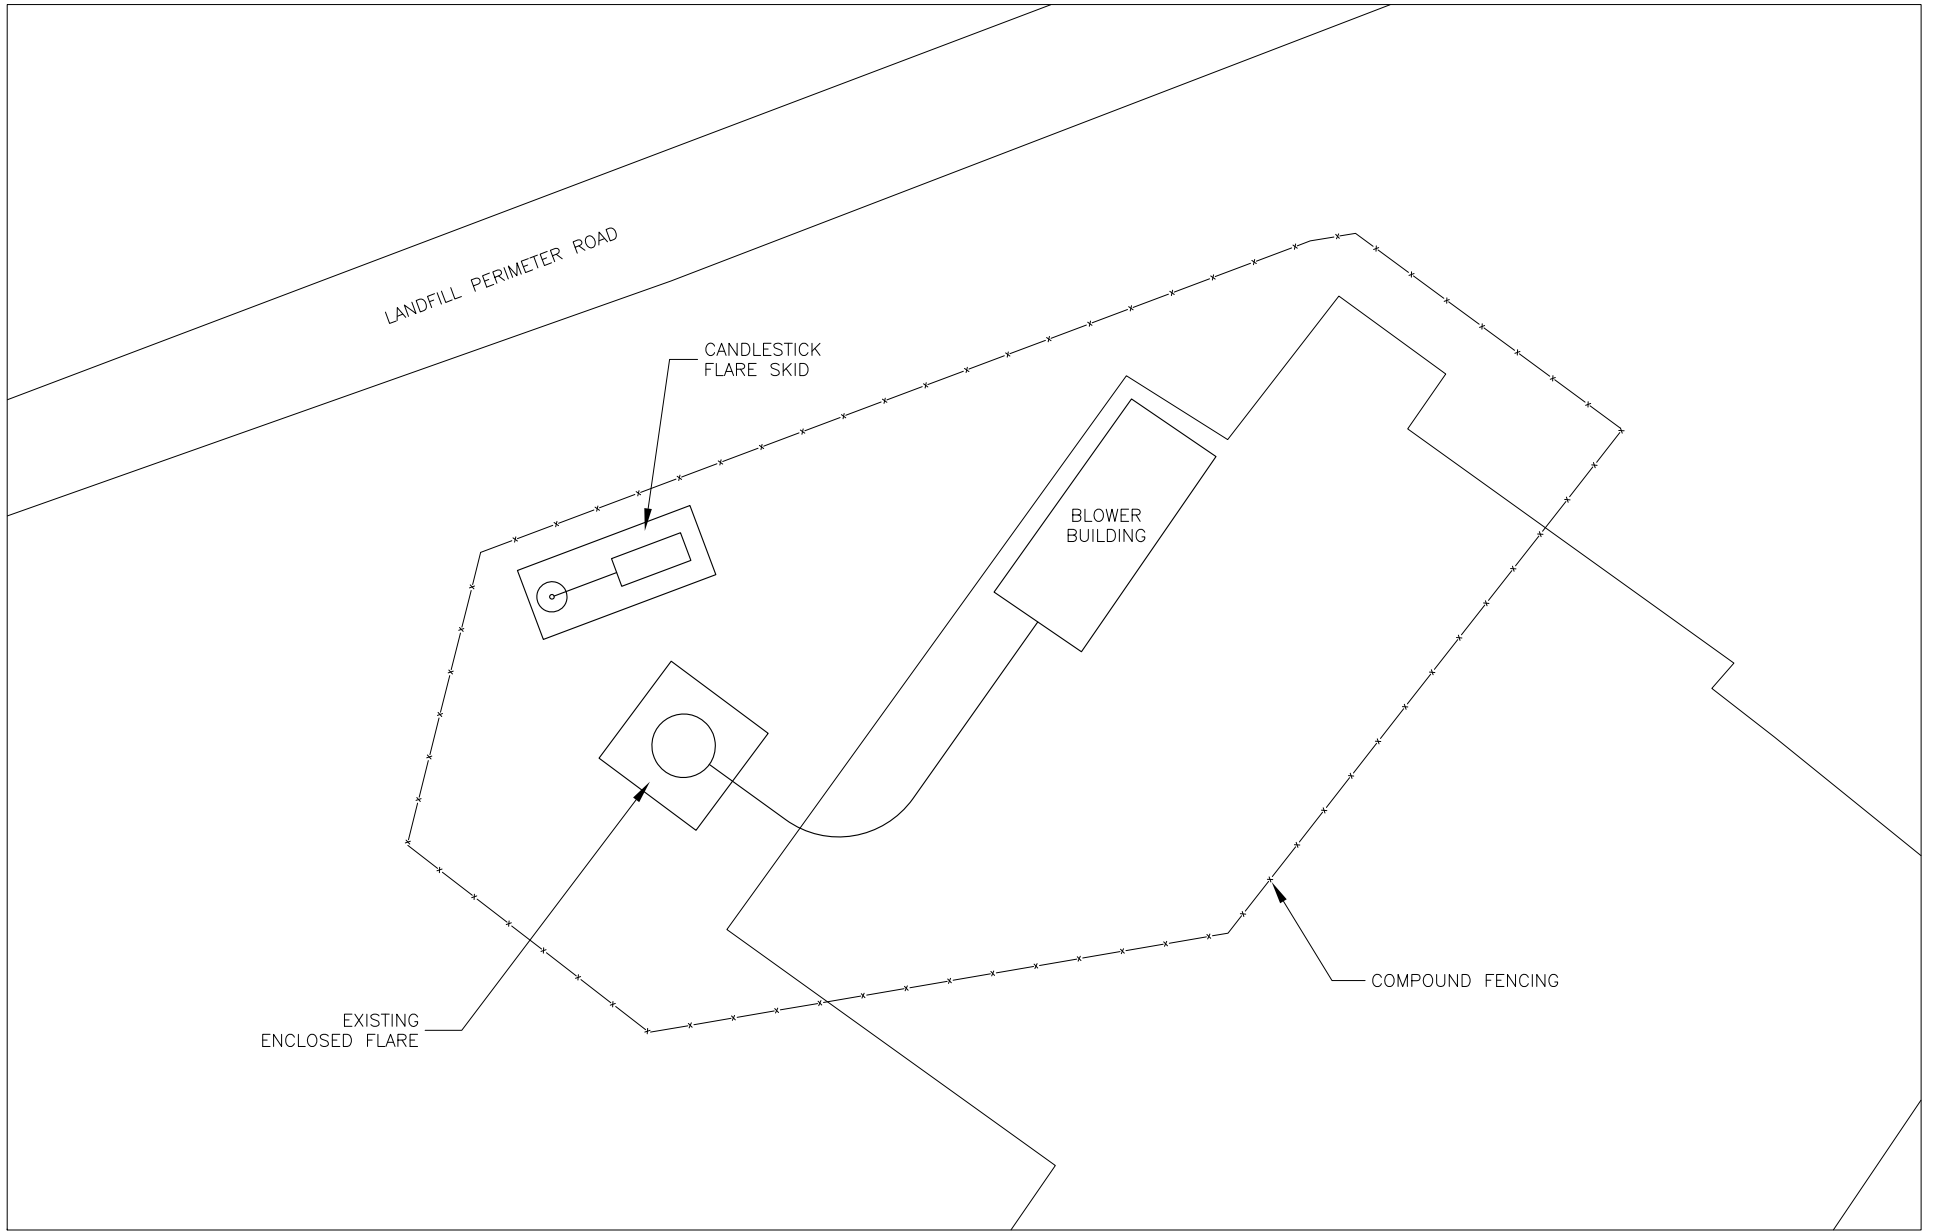 LANDFILL PERIMETER ROAD
CANDLESTICK
FLARE SKID
BLOWER
BUILDING
COMPOUND FENCING
EXISTING
ENCLOSED FLARE